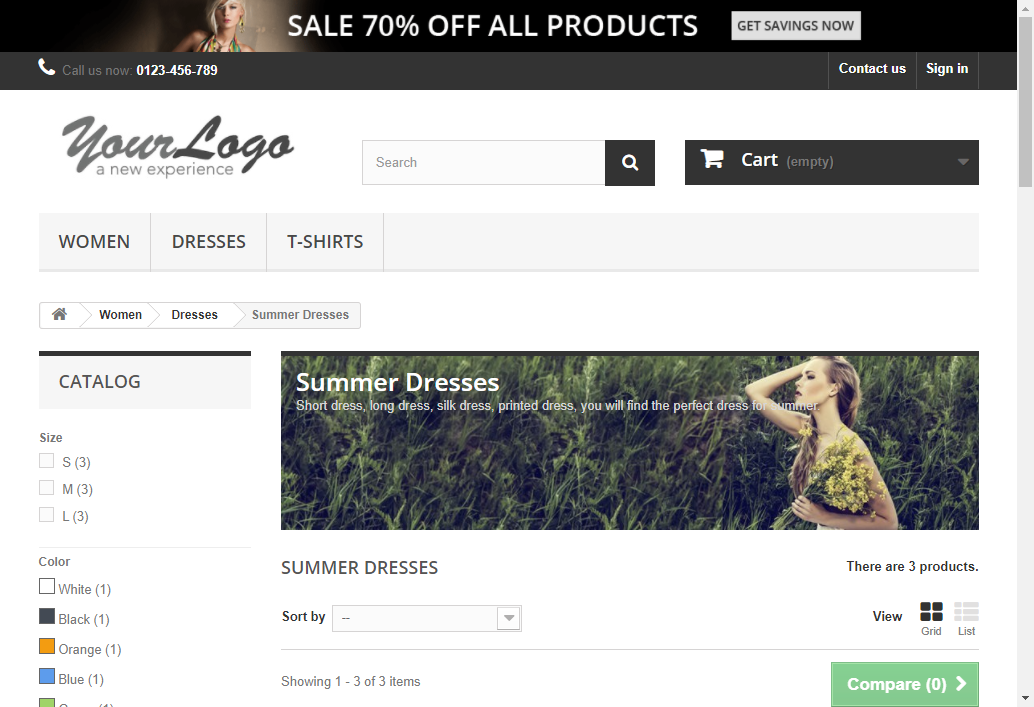 SALE 70% OFF ALL PRODUCTS
GET SAVINGS NOW
Call us now: 0123-456-789
Contact us
Sign in
YourLogo
a new experience
Search
Cart (empty)
WOMEN
DRESSES
T-SHIRTS
Women
Dresses
Summer Dresses
CATALOG
Size
S (3)
M (3)
L (3)
Color
White (1)
Black (1)
Orange (1)
Blue (1)
Summer Dresses
Short dress, long dress, silk dress, printed dress, you will find the perfect dress for summer.
SUMMER DRESSES
There are 3 products.
Sort by
--
View
Grid
List
Showing 1 - 3 of 3 items
Compare (0)